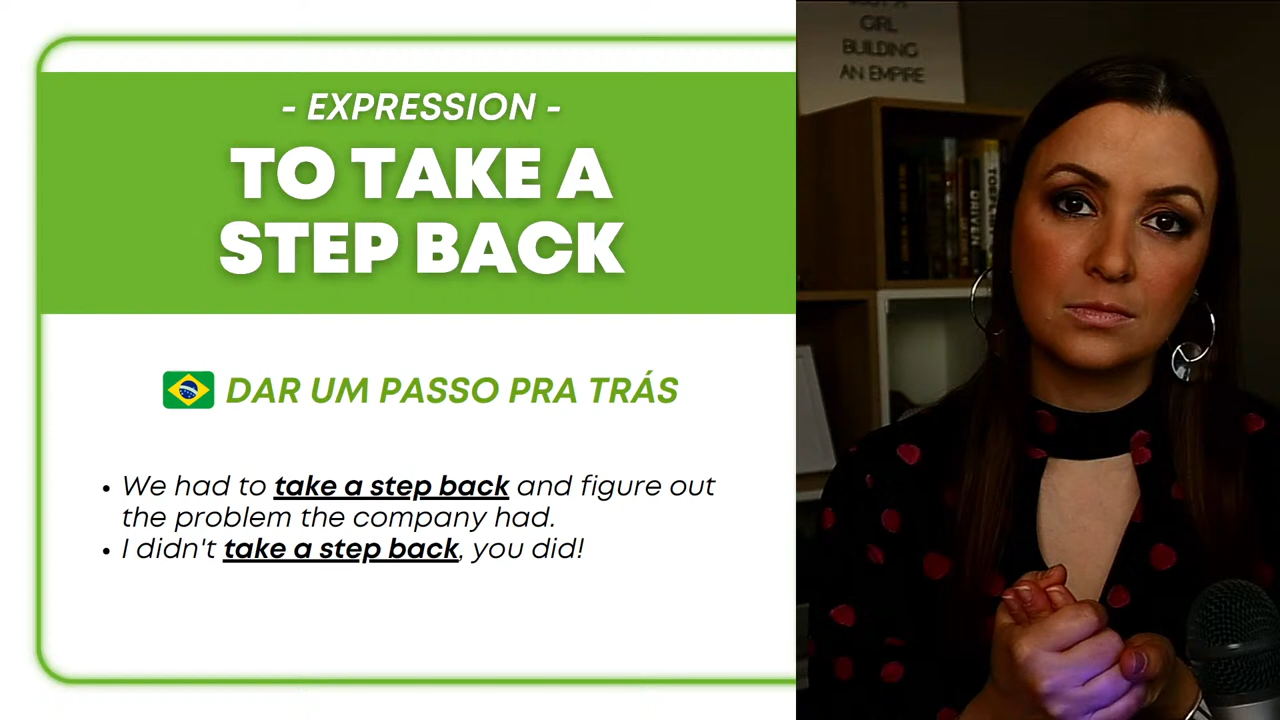 - EXPRESSION -
TO TAKE A
STEP BACK
DAR UM PASSO PRA TRÁS
• We had to take a step back and figure out
the problem the company had.
• I didn't take a step back, you did!
GIRL
BUILDING
AN EMPIRE
DRIVEN